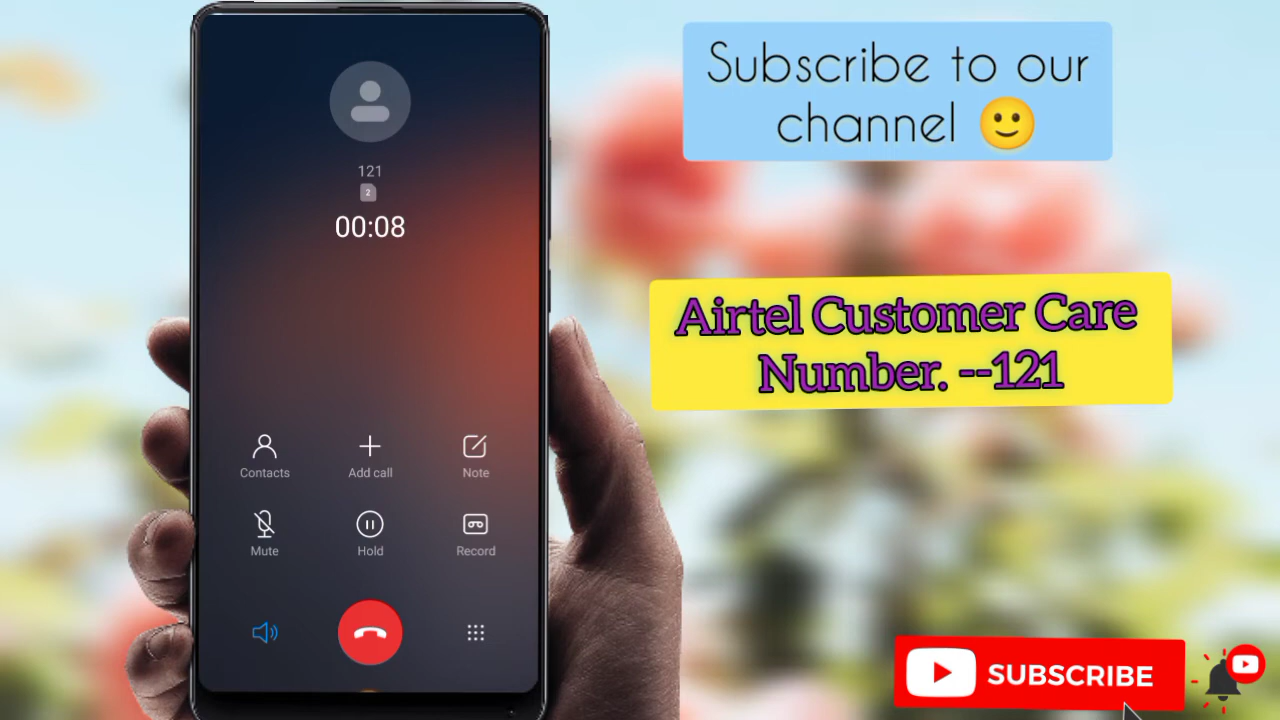 121
2
00:08
Contacts
Add call
Note
Mute
Hold
Record
Subscribe to our
channel 🙂
Airtel Customer Care
Number. --121
SUBSCRIBE